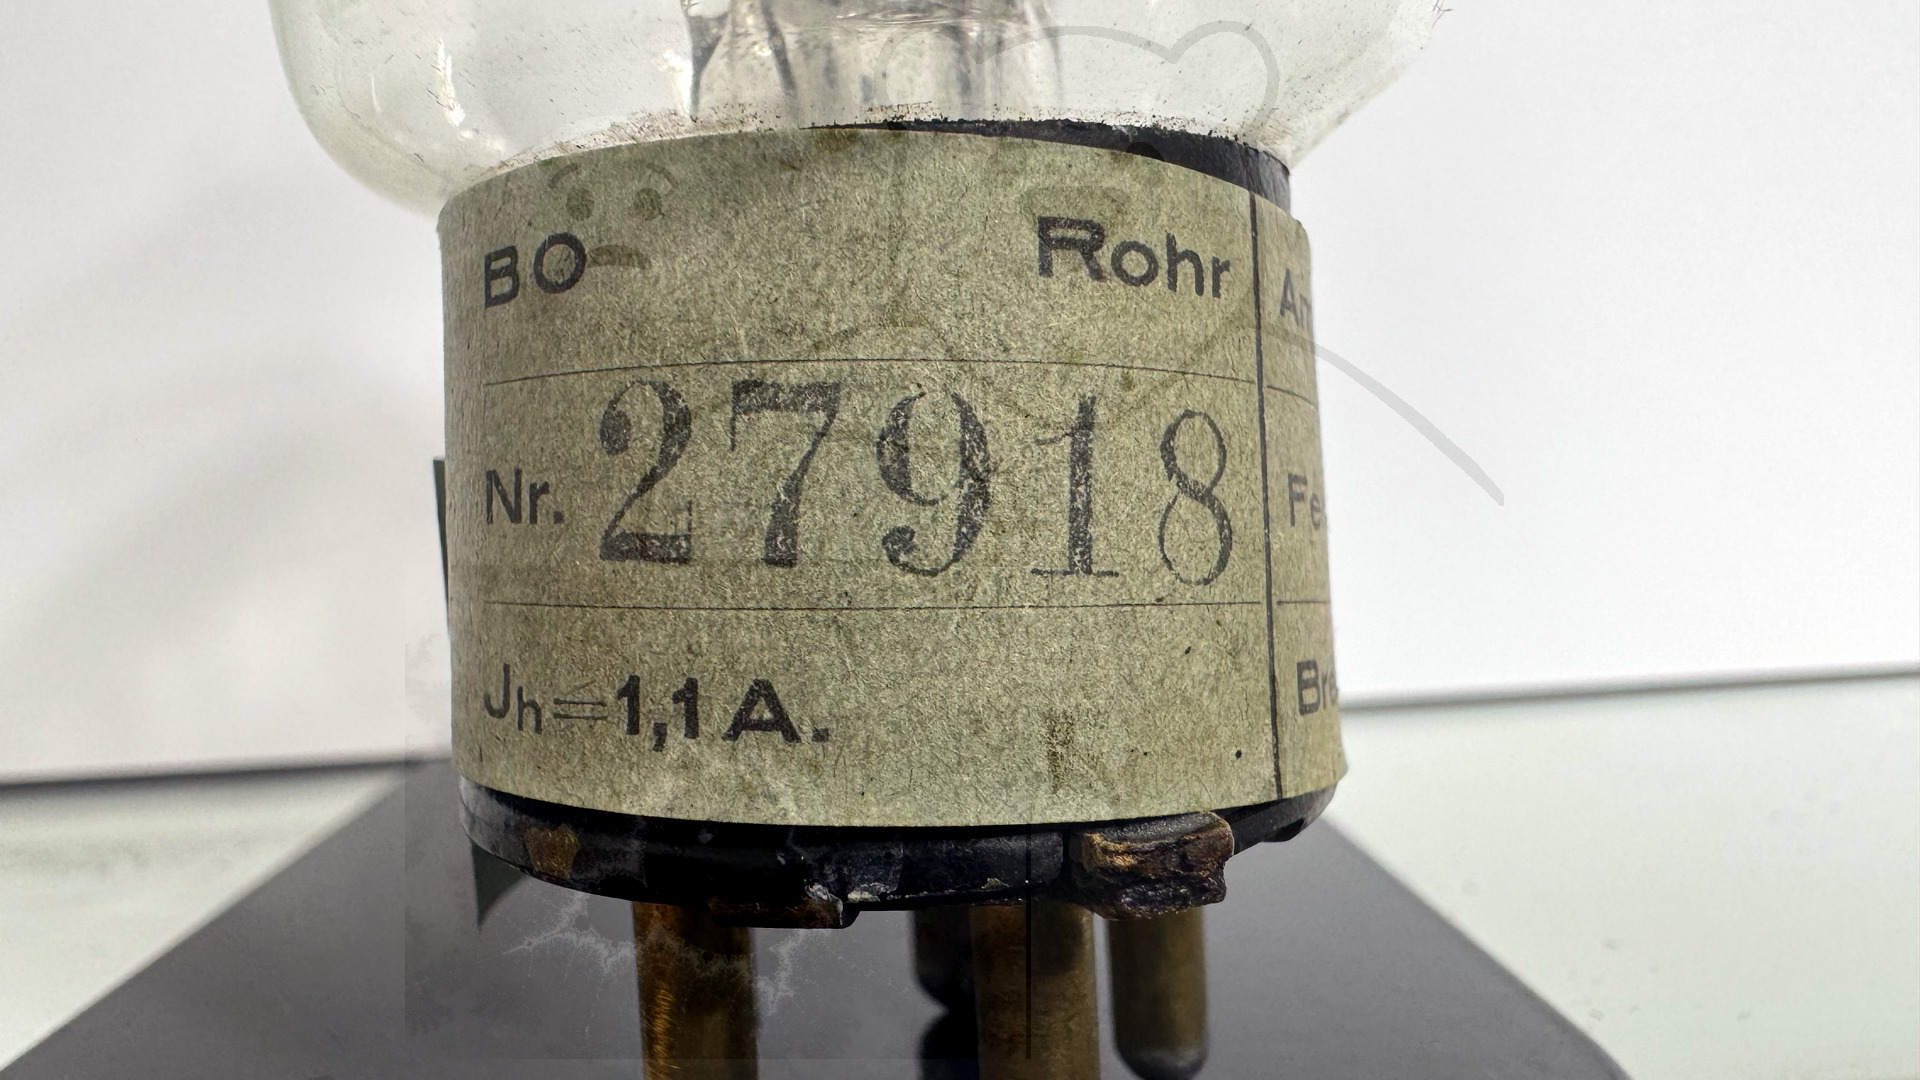 BO Rohr
Nr. 27918
Jh=1,1A.